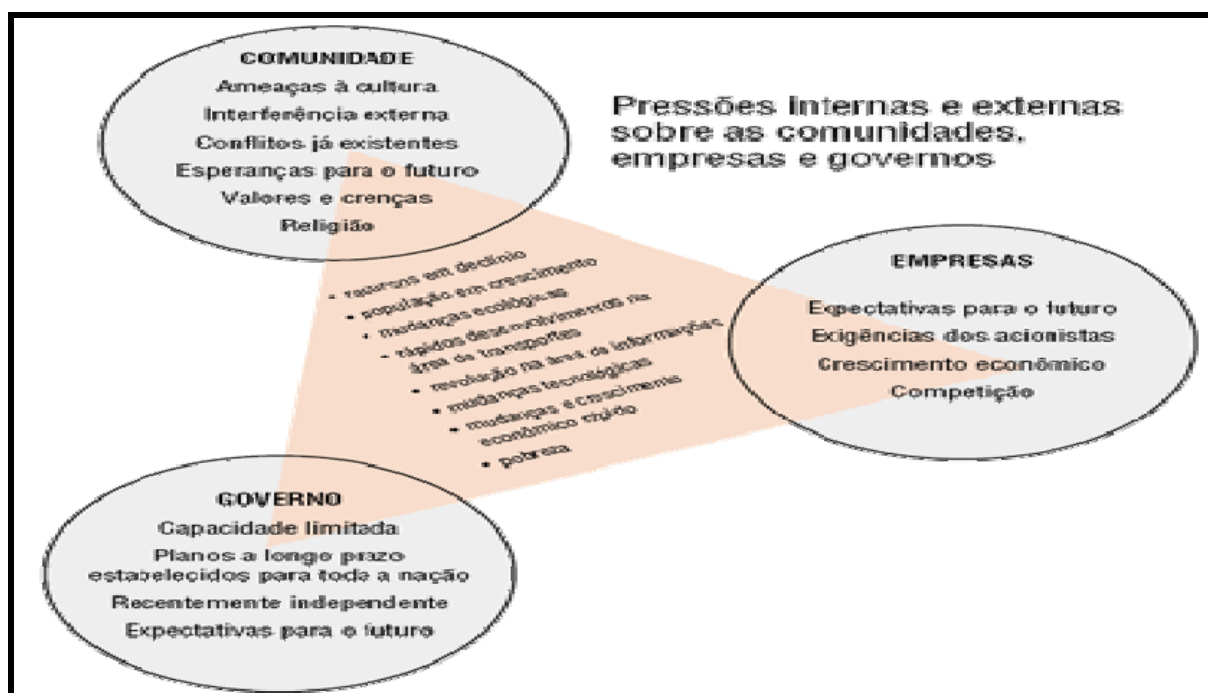 COMUNIDADE
Ameaças à cultura
Interferência externa
Conflitos já existentes
Esperanças para o futuro
Valores e crenças
Religião
Pressões internas e externas
sobre as comunidades,
empresas e governos
EMPRESAS
Expectativas para o futuro
Exigências dos acionistas
Crescimento econômico
Competição
• recursos em declínio
• população em crescimento
• mudanças ecológicas
• rápidos desenvolvimentos na
área de transportes
• revolução na área de informações
• mudanças tecnológicas
• mudanças e crescimento
econômico rápido
• pobreza
GOVERNO
Capacidade limitada
Planos a longo prazo
estabelecidos para toda a nação
Recentemente independente
Expectativas para o futuro